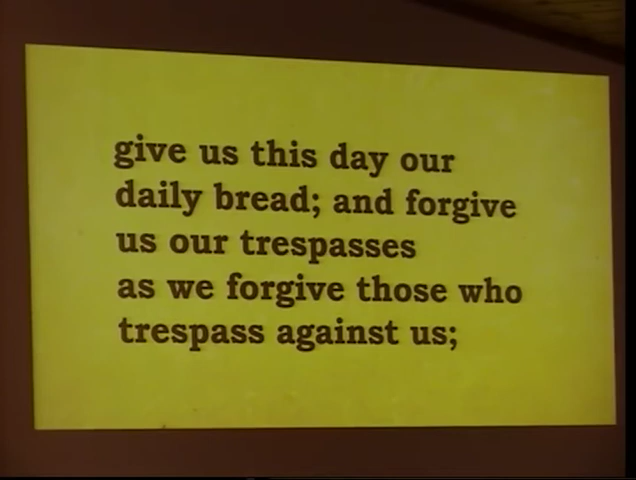 give us this day our
daily bread; and forgive
us our trespasses
as we forgive those who
trespass against us;